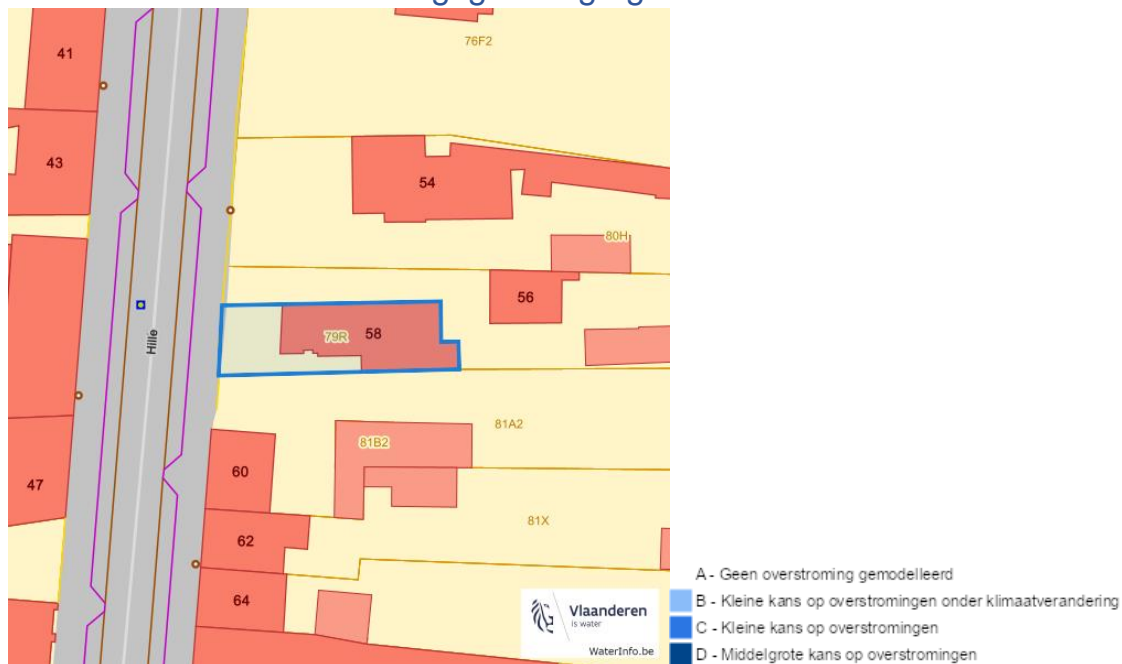 76F2
41
43
54
80H
56
Hille
79R
58
81A2
81B2
60
47
81X
62
64
Vlaanderen
is water
WaterInfo.be
A - Geen overstroming gemodelleerd
B - Kleine kans op overstromingen onder klimaatverandering
C - Kleine kans op overstromingen
D - Middelgrote kans op overstromingen